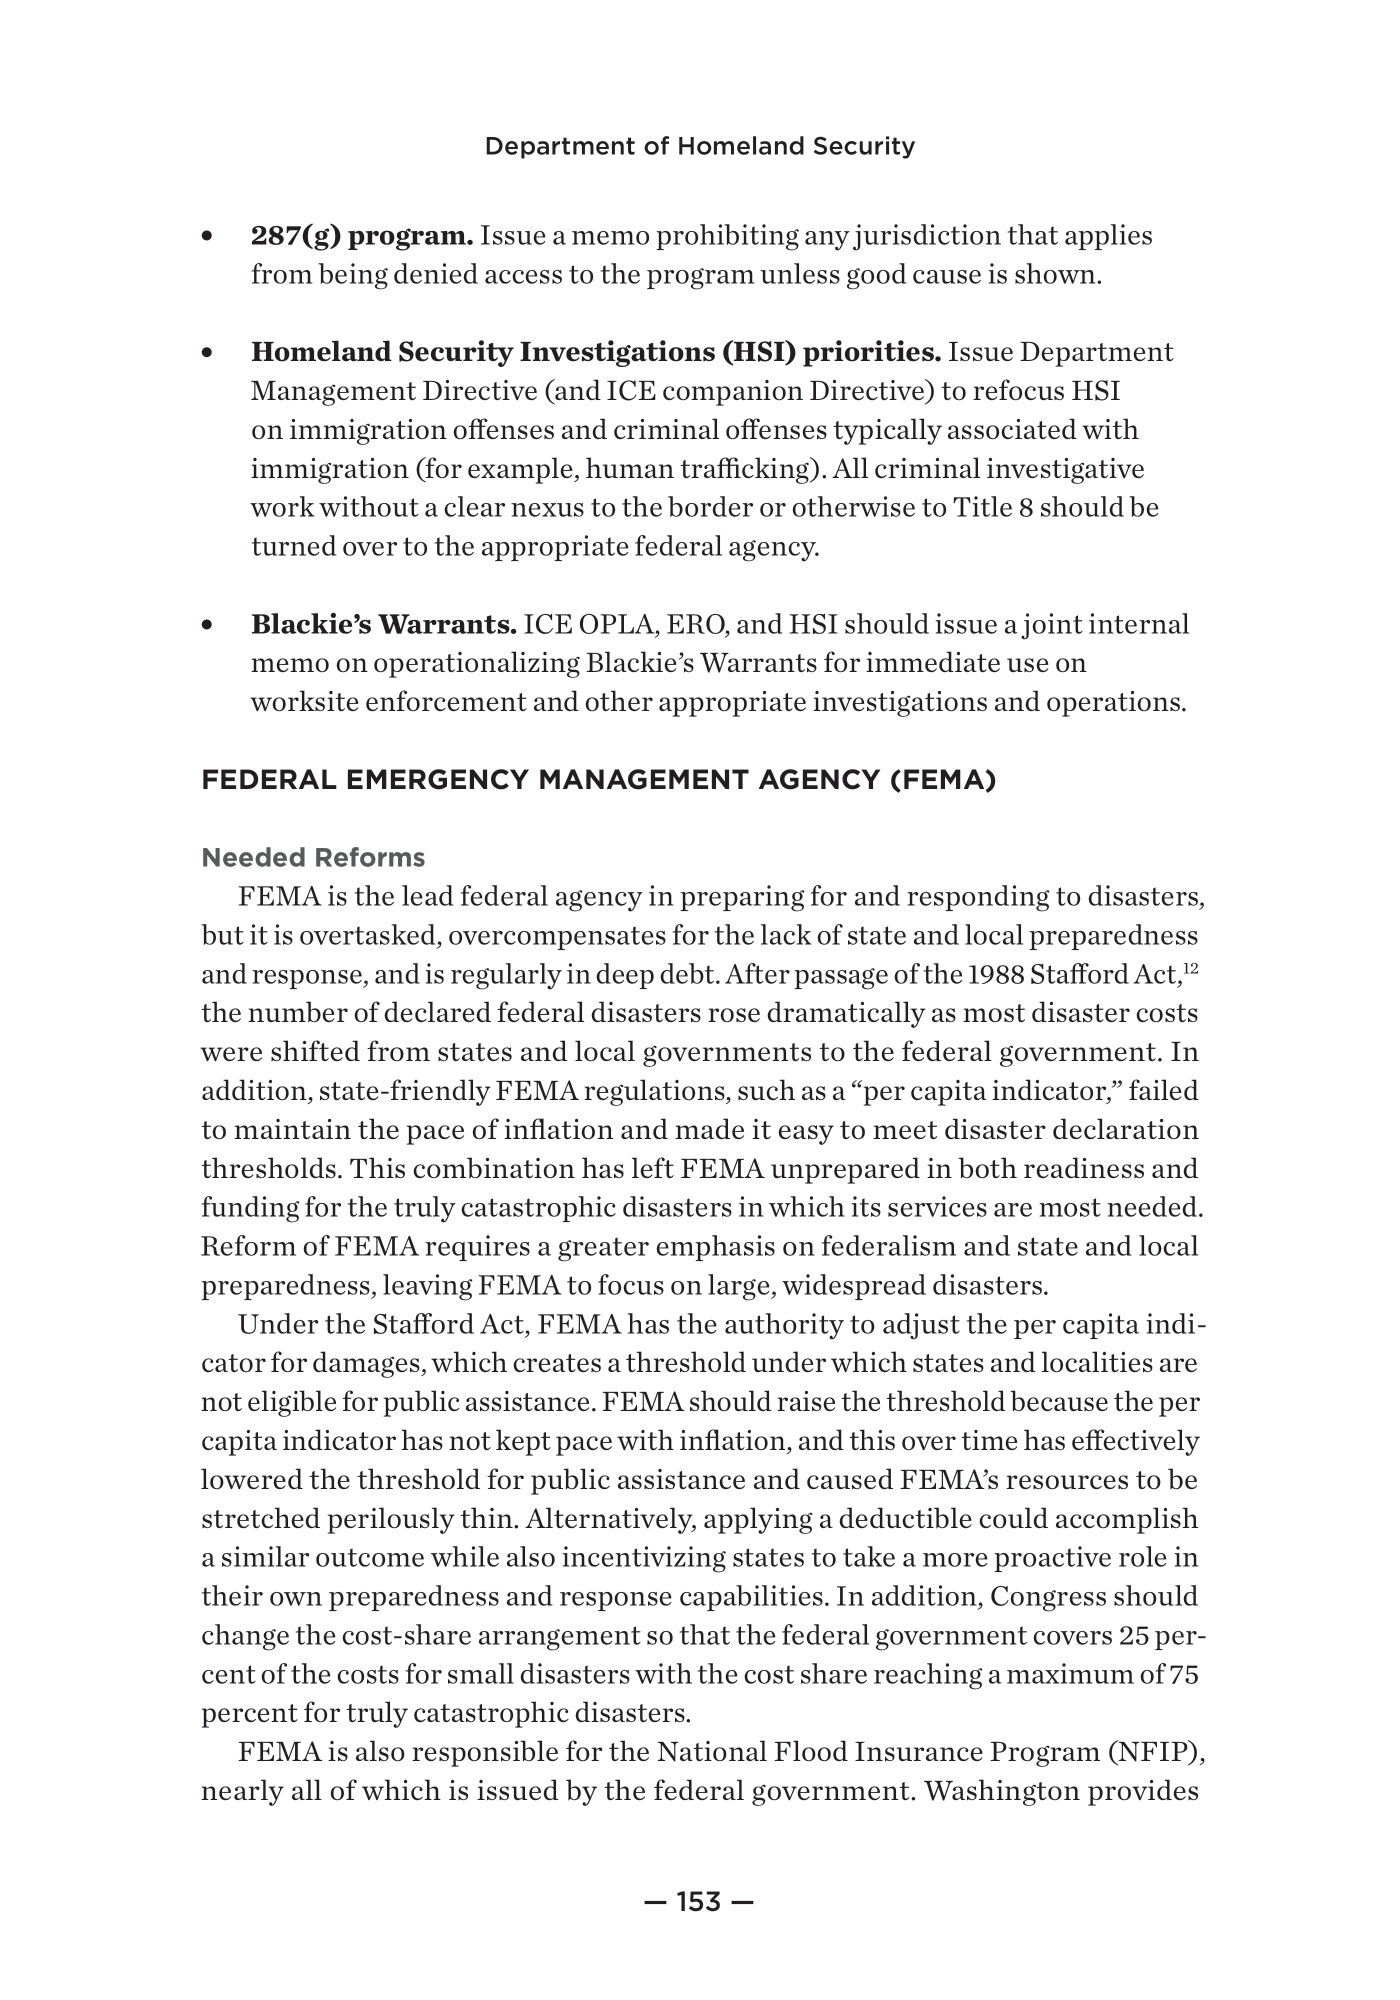 Department of Homeland Security
• 287(g) program. Issue a memo prohibiting any jurisdiction that applies
from being denied access to the program unless good cause is shown.
• Homeland Security Investigations (HSI) priorities. Issue Department
Management Directive (and ICE companion Directive) to refocus HSI
on immigration offenses and criminal offenses typically associated with
immigration (for example, human trafficking). All criminal investigative
work without a clear nexus to the border or otherwise to Title 8 should be
turned over to the appropriate federal agency.
• Blackie’s Warrants. ICE OPLA, ERO, and HSI should issue a joint internal
memo on operationalizing Blackie’s Warrants for immediate use on
worksite enforcement and other appropriate investigations and operations.
FEDERAL EMERGENCY MANAGEMENT AGENCY (FEMA)
Needed Reforms
FEMA is the lead federal agency in preparing for and responding to disasters,
but it is overtasked, overcompensates for the lack of state and local preparedness
and response, and is regularly in deep debt. After passage of the 1988 Stafford Act,¹²
the number of declared federal disasters rose dramatically as most disaster costs
were shifted from states and local governments to the federal government. In
addition, state-friendly FEMA regulations, such as a “per capita indicator,” failed
to maintain the pace of inflation and made it easy to meet disaster declaration
thresholds. This combination has left FEMA unprepared in both readiness and
funding for the truly catastrophic disasters in which its services are most needed.
Reform of FEMA requires a greater emphasis on federalism and state and local
preparedness, leaving FEMA to focus on large, widespread disasters.
Under the Stafford Act, FEMA has the authority to adjust the per capita indi-
cator for damages, which creates a threshold under which states and localities are
not eligible for public assistance. FEMA should raise the threshold because the per
capita indicator has not kept pace with inflation, and this over time has effectively
lowered the threshold for public assistance and caused FEMA’s resources to be
stretched perilously thin. Alternatively, applying a deductible could accomplish
a similar outcome while also incentivizing states to take a more proactive role in
their own preparedness and response capabilities. In addition, Congress should
change the cost-share arrangement so that the federal government covers 25 per-
cent of the costs for small disasters with the cost share reaching a maximum of 75
percent for truly catastrophic disasters.
FEMA is also responsible for the National Flood Insurance Program (NFIP),
nearly all of which is issued by the federal government. Washington provides
— 153 —